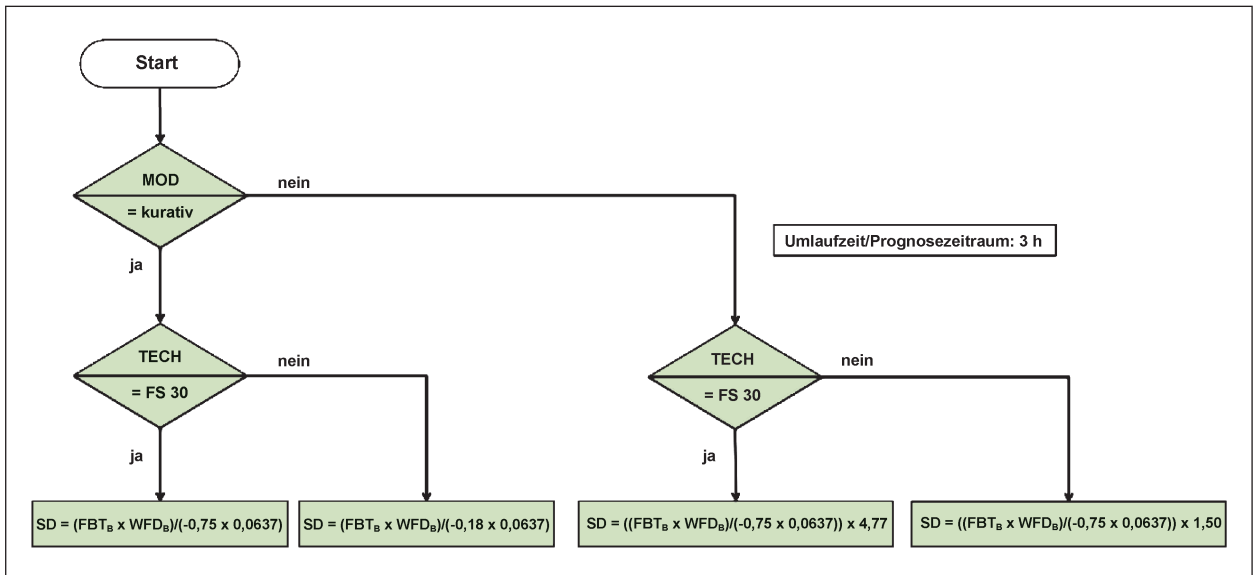 Start
MOD
= kurativ
nein
ja
Umlaufzeit/Prognosezeitraum: 3 h
TECH
= FS 30
nein
ja
TECH
= FS 30
nein
ja
SD = (FBT_B x WFD_B)/(-0,75 x 0,0637)
SD = (FBT_B x WFD_B)/(-0,18 x 0,0637)
SD = ((FBT_B x WFD_B)/(-0,75 x 0,0637)) x 4,77
SD = ((FBT_B x WFD_B)/(-0,75 x 0,0637)) x 1,50